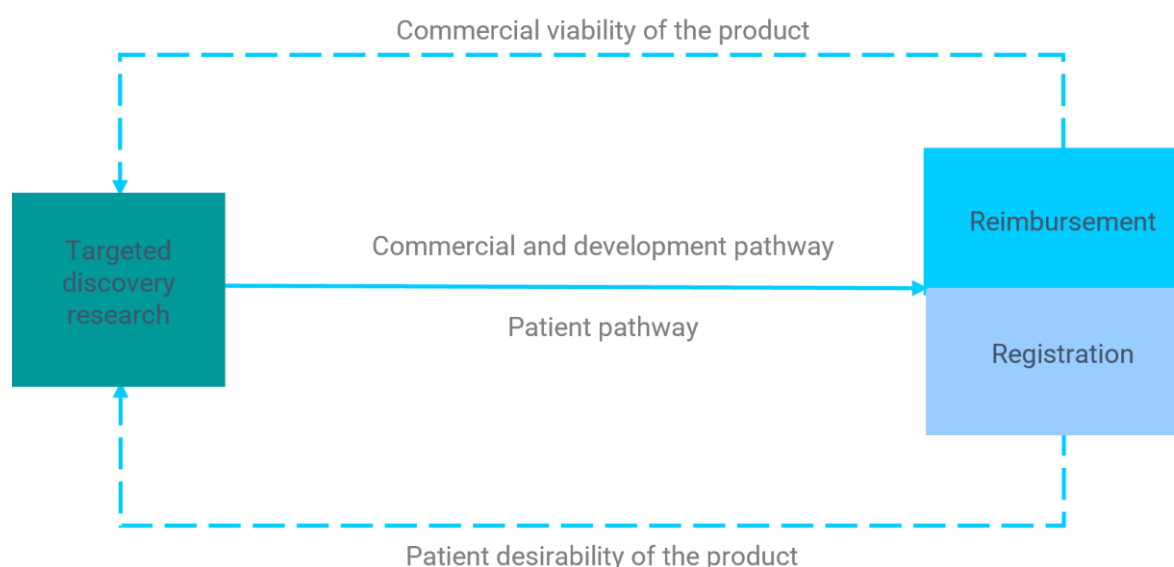 Commercial viability of the product
Targeted
discovery
research
Commercial and development pathway
Patient pathway
Reimbursement
Registration
Patient desirability of the product